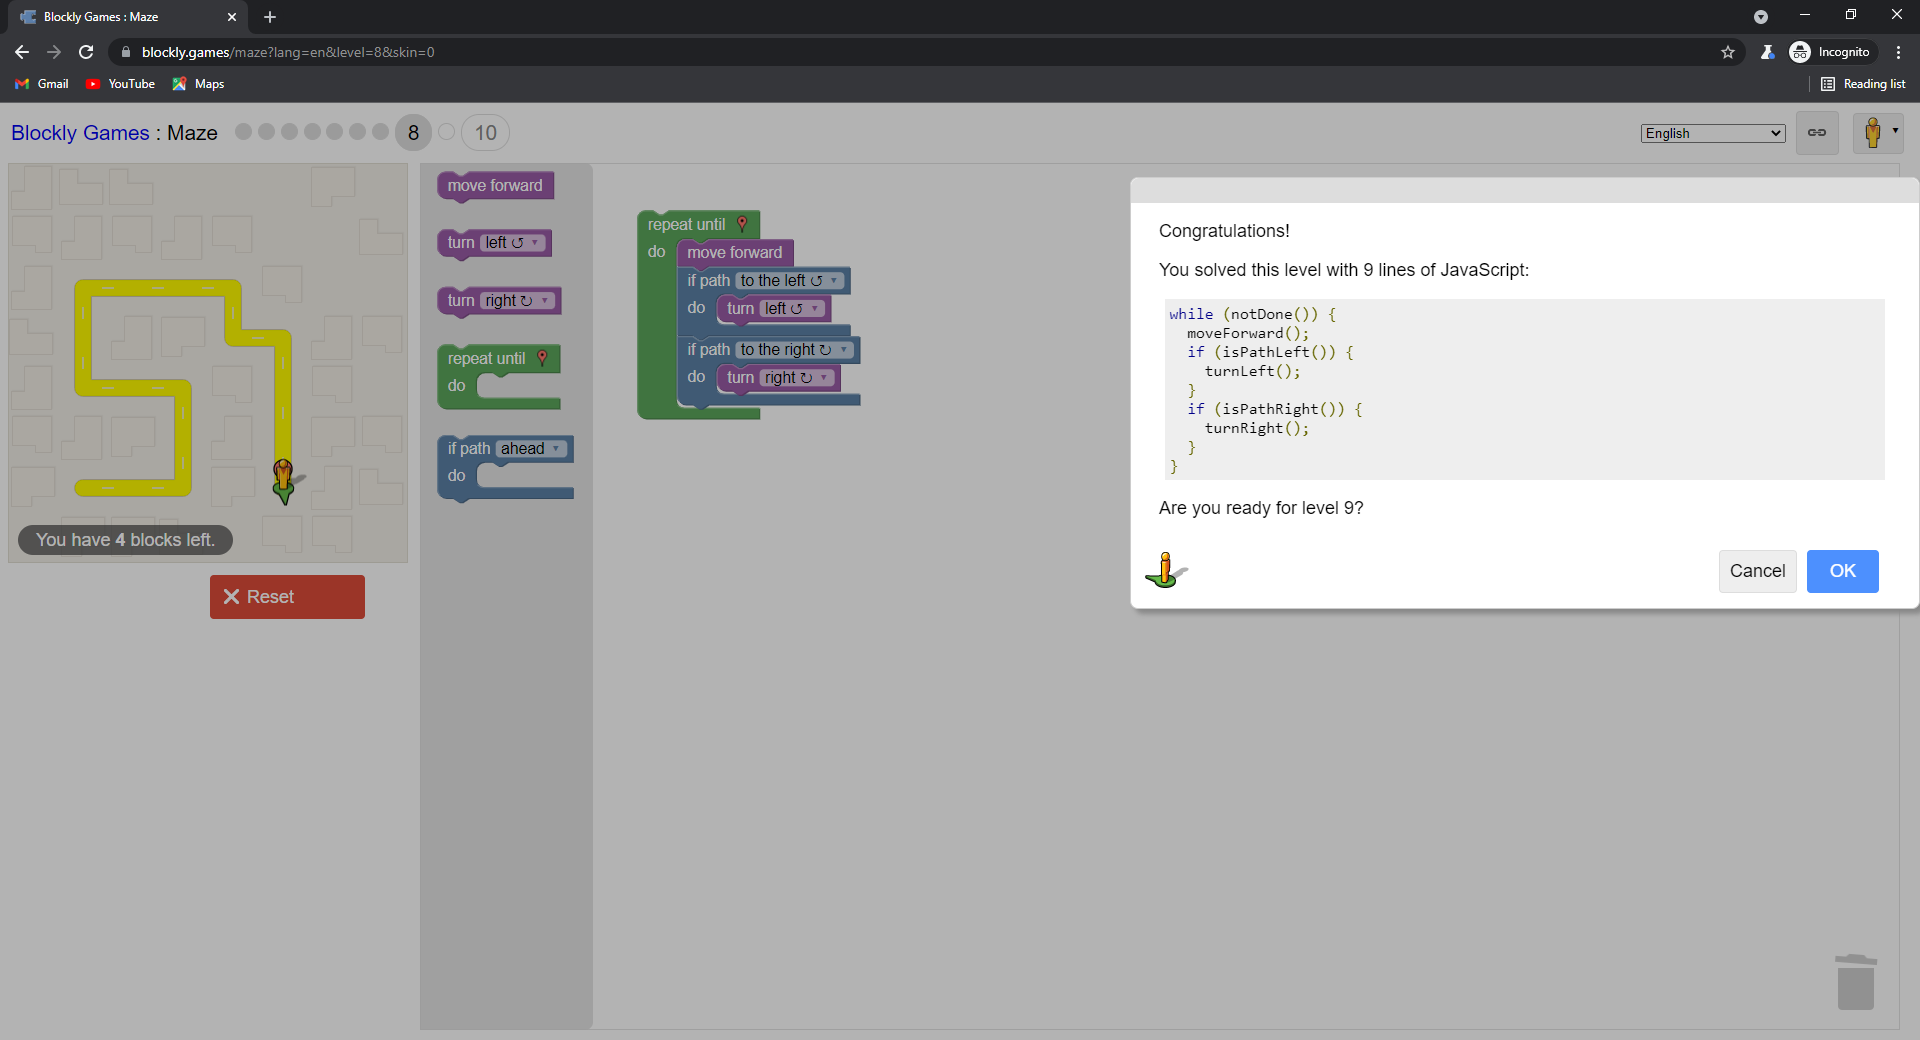 Blockly Games : Maze
blockly.games/maze?lang=en&level=8&skin=0
Incognito
Gmail
YouTube
Maps
Reading list
Blockly Games : Maze
8
10
English
You have 4 blocks left.
Reset
move forward
turn left
turn right
repeat until
do
if path ahead
do
repeat until
do
move forward
if path to the left
do turn left
if path to the right
do turn right
Congratulations!
You solved this level with 9 lines of JavaScript:
while (notDone()) {
  moveForward();
  if (isPathLeft()) {
    turnLeft();
  }
  if (isPathRight()) {
    turnRight();
  }
}
Are you ready for level 9?
Cancel
OK